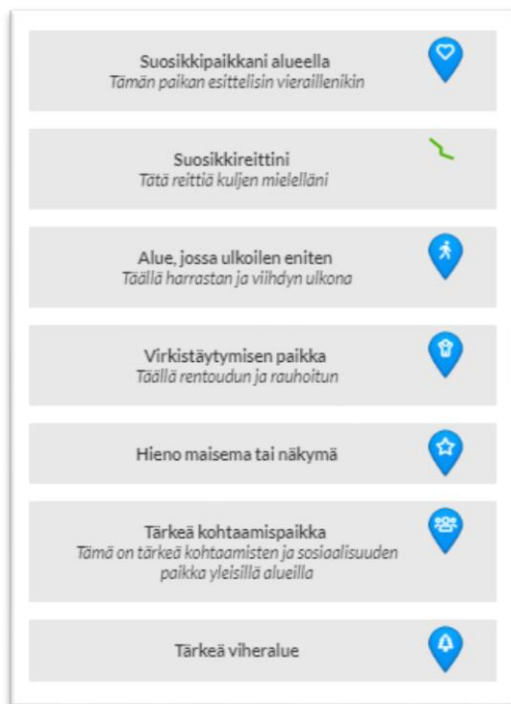 Suosikkipaikkani alueella
Tämän paikan esittelisin vieraillenikin
Suosikkireittini
Tätä reittiä kuljen mielelläni
Alue, jossa ulkoilen eniten
Täällä harrastan ja viihdyn ulkona
Virkistäytymisen paikka
Täällä rentoudun ja rauhoitun
Hieno maisema tai näkymä
Tärkeä kohtaamispaikka
Tämä on tärkeä kohtaamisten ja sosiaalisuuden
paikka yleisillä alueilla
Tärkeä viheralue